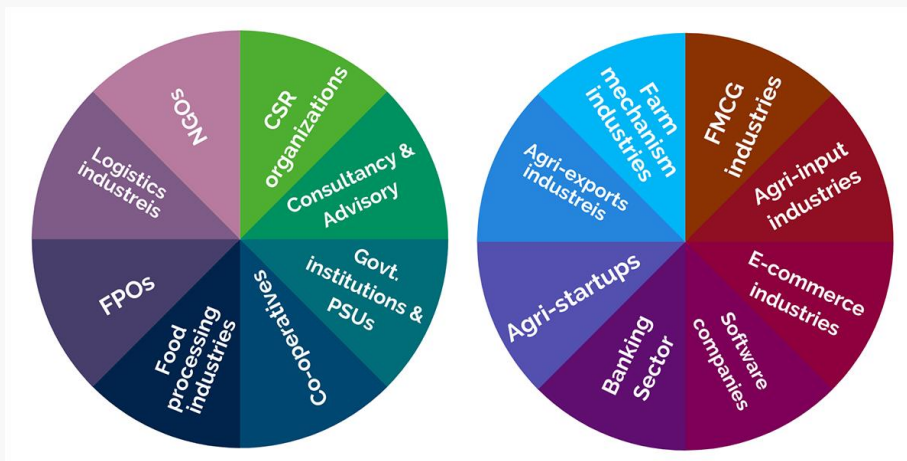 CSR
organizations
Consultancy &
Advisory
Govt.
institutions &
PSUs
Co-operatives
Food
processing
industries
FPOs
Logistics
industreis
NGOs
FMCG
industries
Agri-input
industries
E-commerce
industries
Software
companies
Banking
Sector
Agri-startups
Agri-exports
industreis
Farm
mechanism
industries